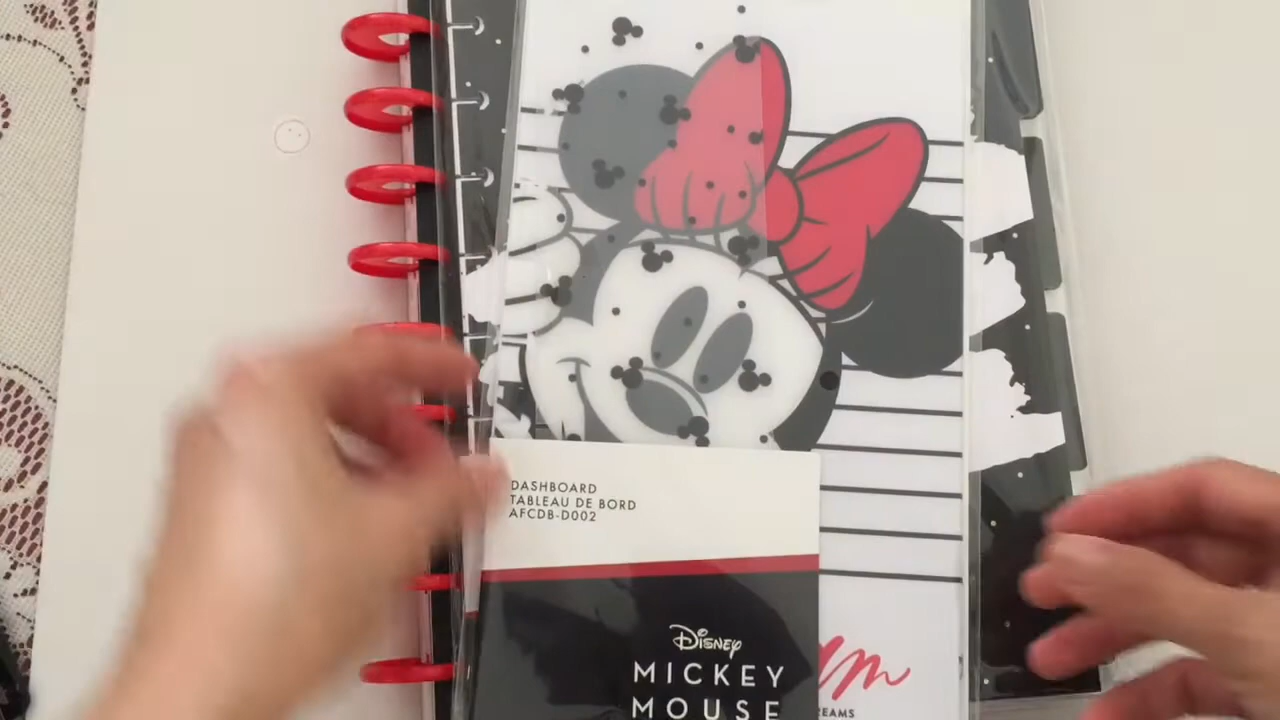 DASHBOARD
TABLEAU DE BORD
AFCDB-D002
Disney
MICKEY
MOUSE